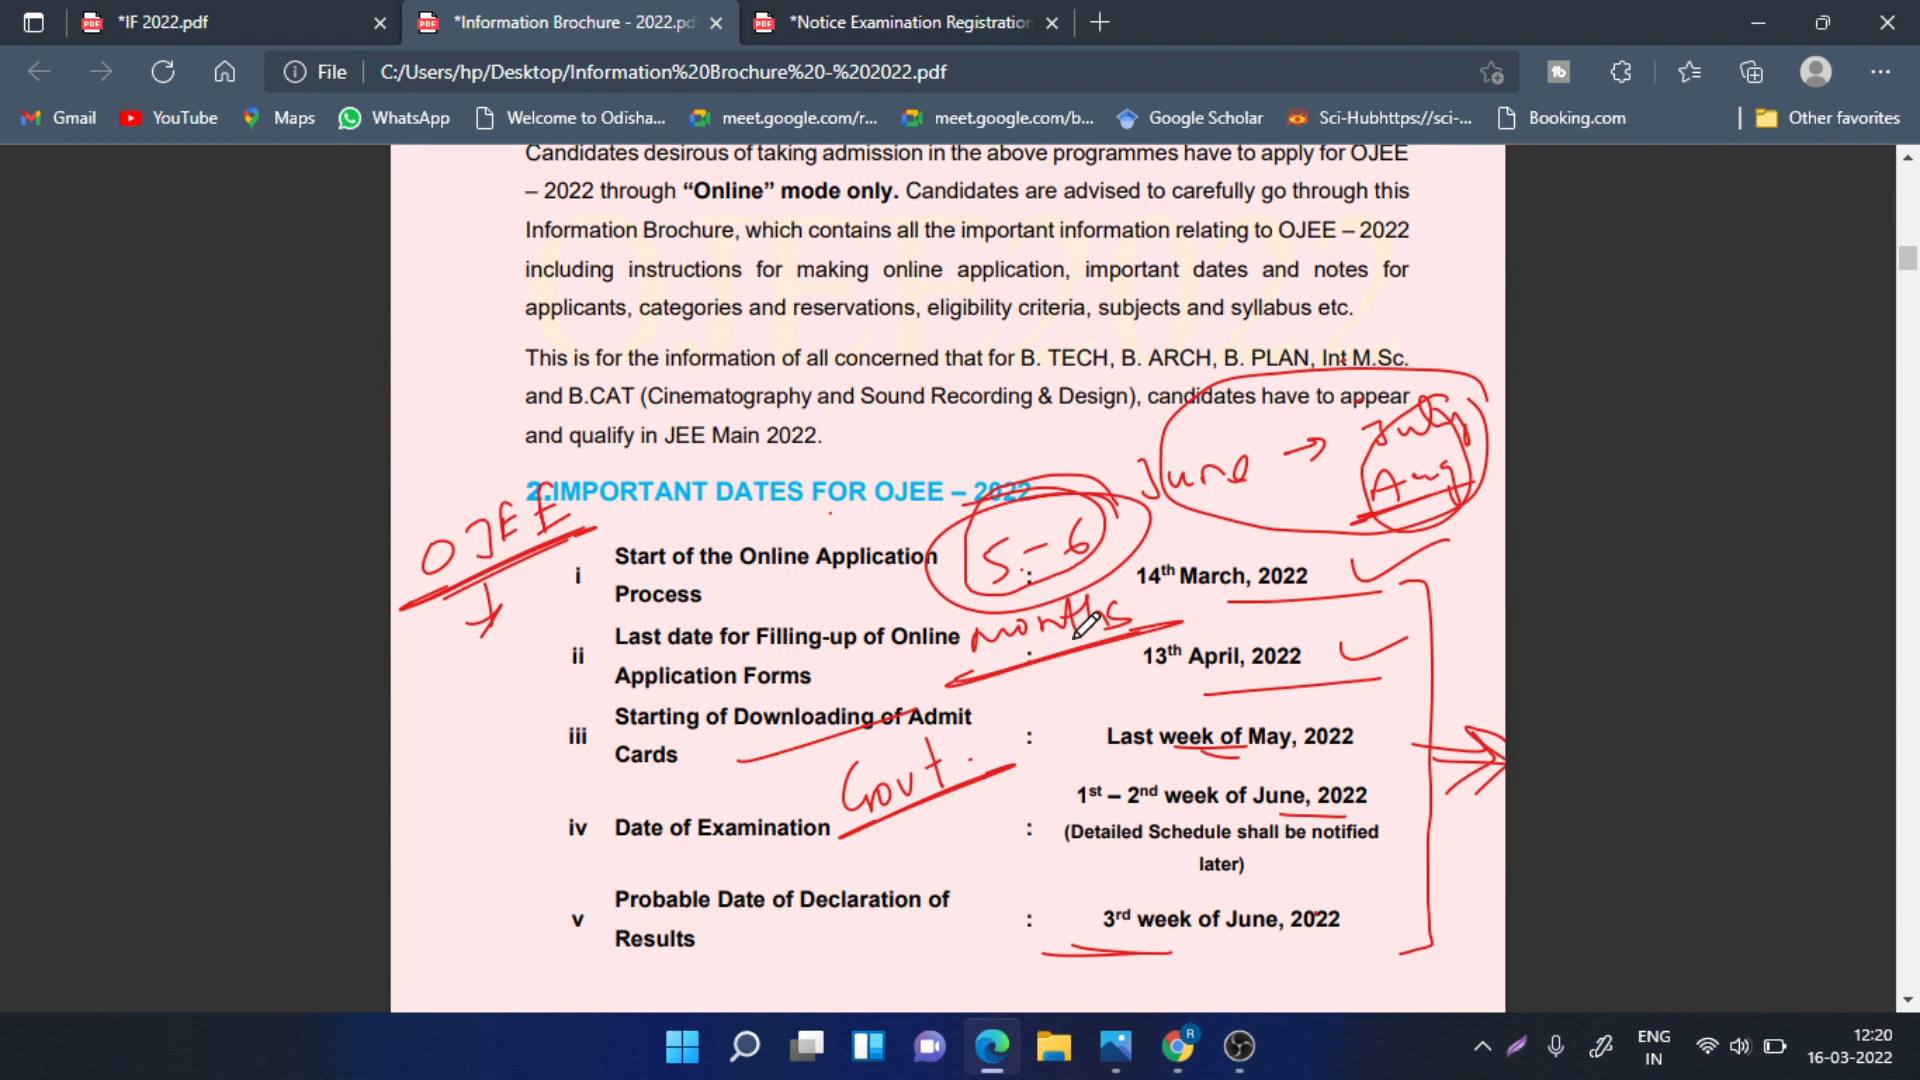 *IF 2022.pdf
*Information Brochure - 2022.pd
*Notice Examination Registration
File
C:/Users/hp/Desktop/Information%20Brochure%20-%202022.pdf
Gmail
YouTube
Maps
WhatsApp
Welcome to Odisha...
meet.google.com/r...
meet.google.com/b...
Google Scholar
Sci-Hubhttps://sci-...
Booking.com
Other favorites
Candidates desirous of taking admission in the above programmes have to apply for OJEE
– 2022 through “Online” mode only. Candidates are advised to carefully go through this
Information Brochure, which contains all the important information relating to OJEE – 2022
including instructions for making online application, important dates and notes for
applicants, categories and reservations, eligibility criteria, subjects and syllabus etc.
OJEE2022
This is for the information of all concerned that for B. TECH, B. ARCH, B. PLAN, Int M.Sc.
and B.CAT (Cinematography and Sound Recording & Design), candidates have to appear
and qualify in JEE Main 2022.
June → July
Aug
2.IMPORTANT DATES FOR OJEE – 2022
OJEE
5-6
months
i Start of the Online Application Process : 14th March, 2022
ii Last date for Filling-up of Online Application Forms : 13th April, 2022
iii Starting of Downloading of Admit Cards : Last week of May, 2022
Govt.
iv Date of Examination : 1st – 2nd week of June, 2022
(Detailed Schedule shall be notified
later)
v Probable Date of Declaration of Results : 3rd week of June, 2022
R
ENG
IN
12:20
16-03-2022